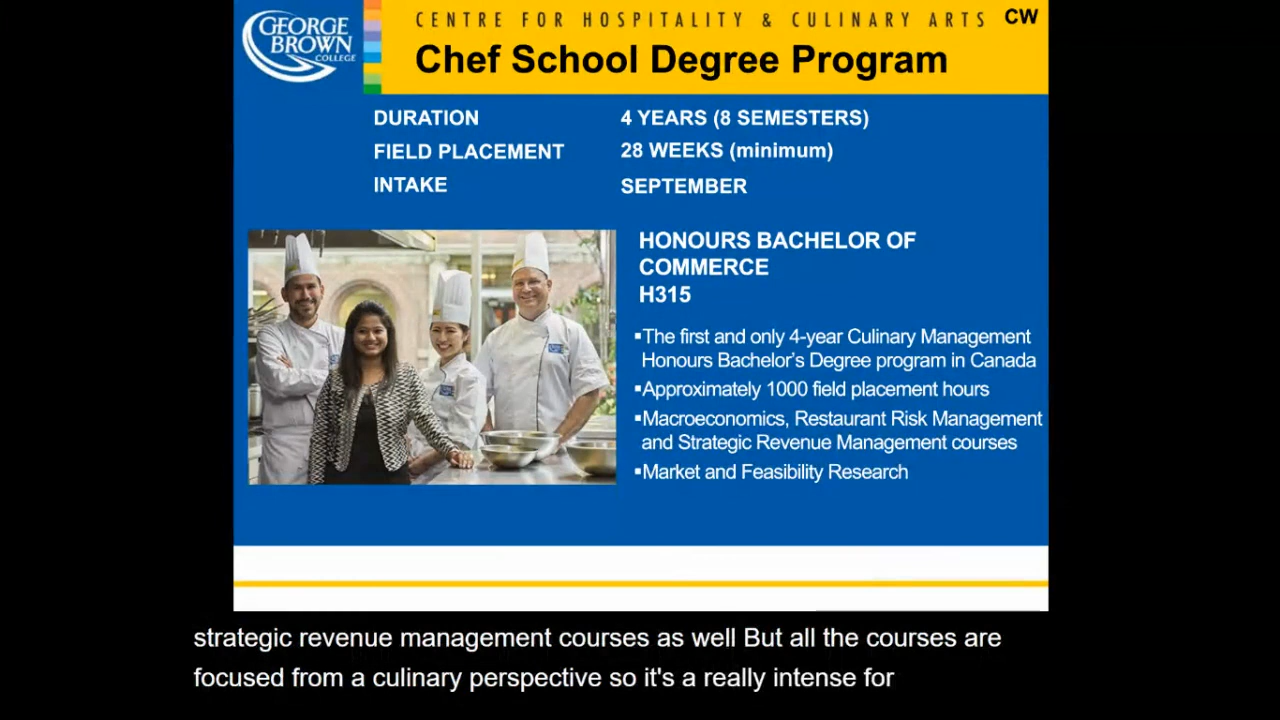 GEORGE
BROWN
COLLEGE
CENTRE FOR HOSPITALITY & CULINARY ARTS CW
Chef School Degree Program
DURATION 4 YEARS (8 SEMESTERS)
FIELD PLACEMENT 28 WEEKS (minimum)
INTAKE SEPTEMBER
HONOURS BACHELOR OF
COMMERCE
H315
▪The first and only 4-year Culinary Management
Honours Bachelor's Degree program in Canada
▪Approximately 1000 field placement hours
▪Macroeconomics, Restaurant Risk Management
and Strategic Revenue Management courses
▪Market and Feasibility Research
strategic revenue management courses as well But all the courses are
focused from a culinary perspective so it's a really intense for